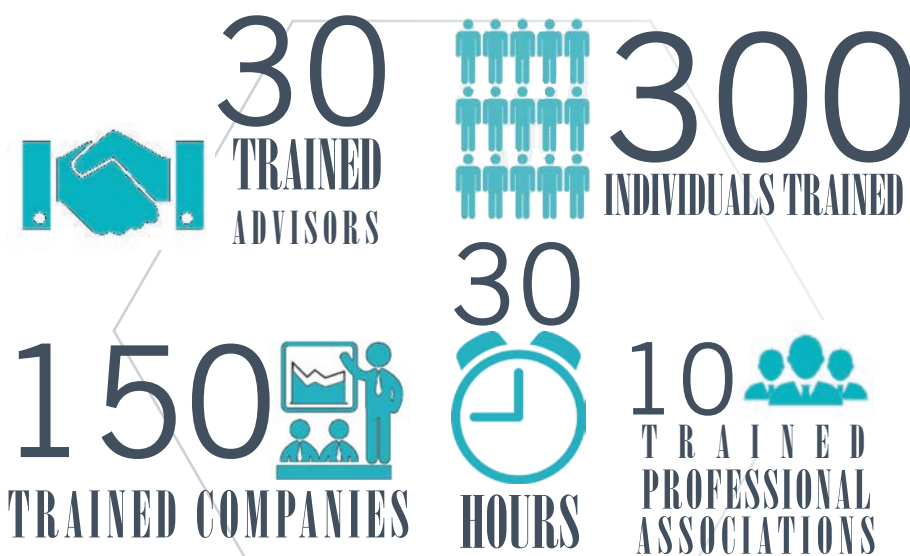 30
TRAINED
ADVISORS
300
INDIVIDUALS TRAINED
150
TRAINED COMPANIES
30
HOURS
10
TRAINED
PROFESSIONAL
ASSOCIATIONS